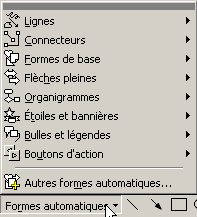 Lignes
Connecteurs
Formes de base
Flèches pleines
Organigrammes
Étoiles et bannières
Bulles et légendes
Boutons d'action
Autres formes automatiques...
Formes automatiques